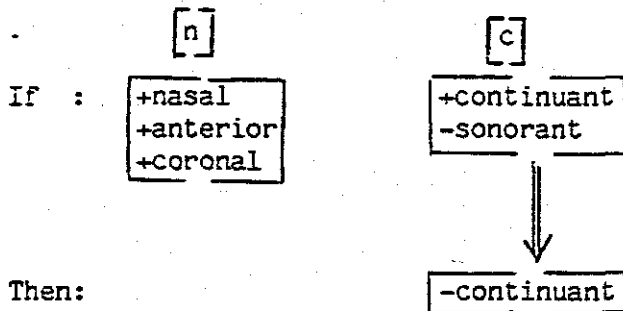 [n] [c]
If : [+nasal [+continuant
+anterior -sonorant
+coronal]
Then: [-continuant